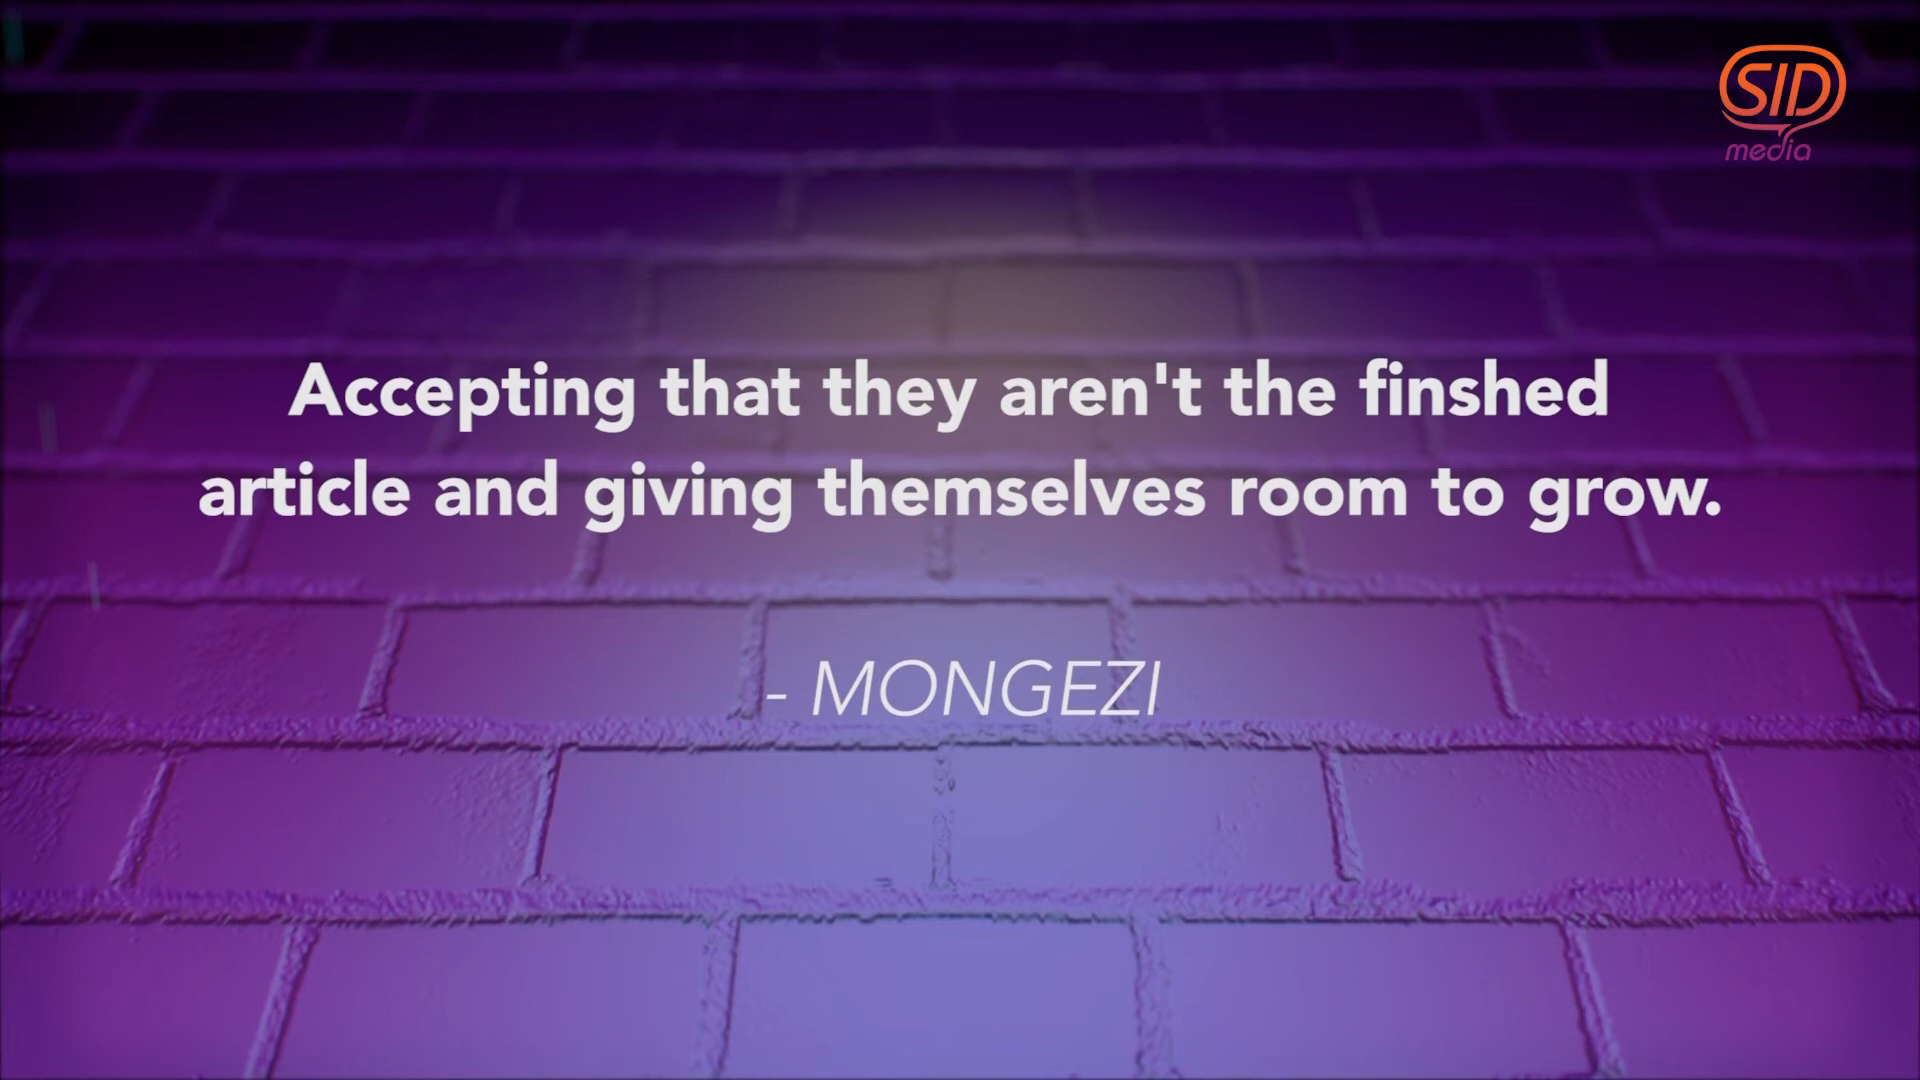 SID
media
Accepting that they aren't the finshed
article and giving themselves room to grow.
- MONGEZI